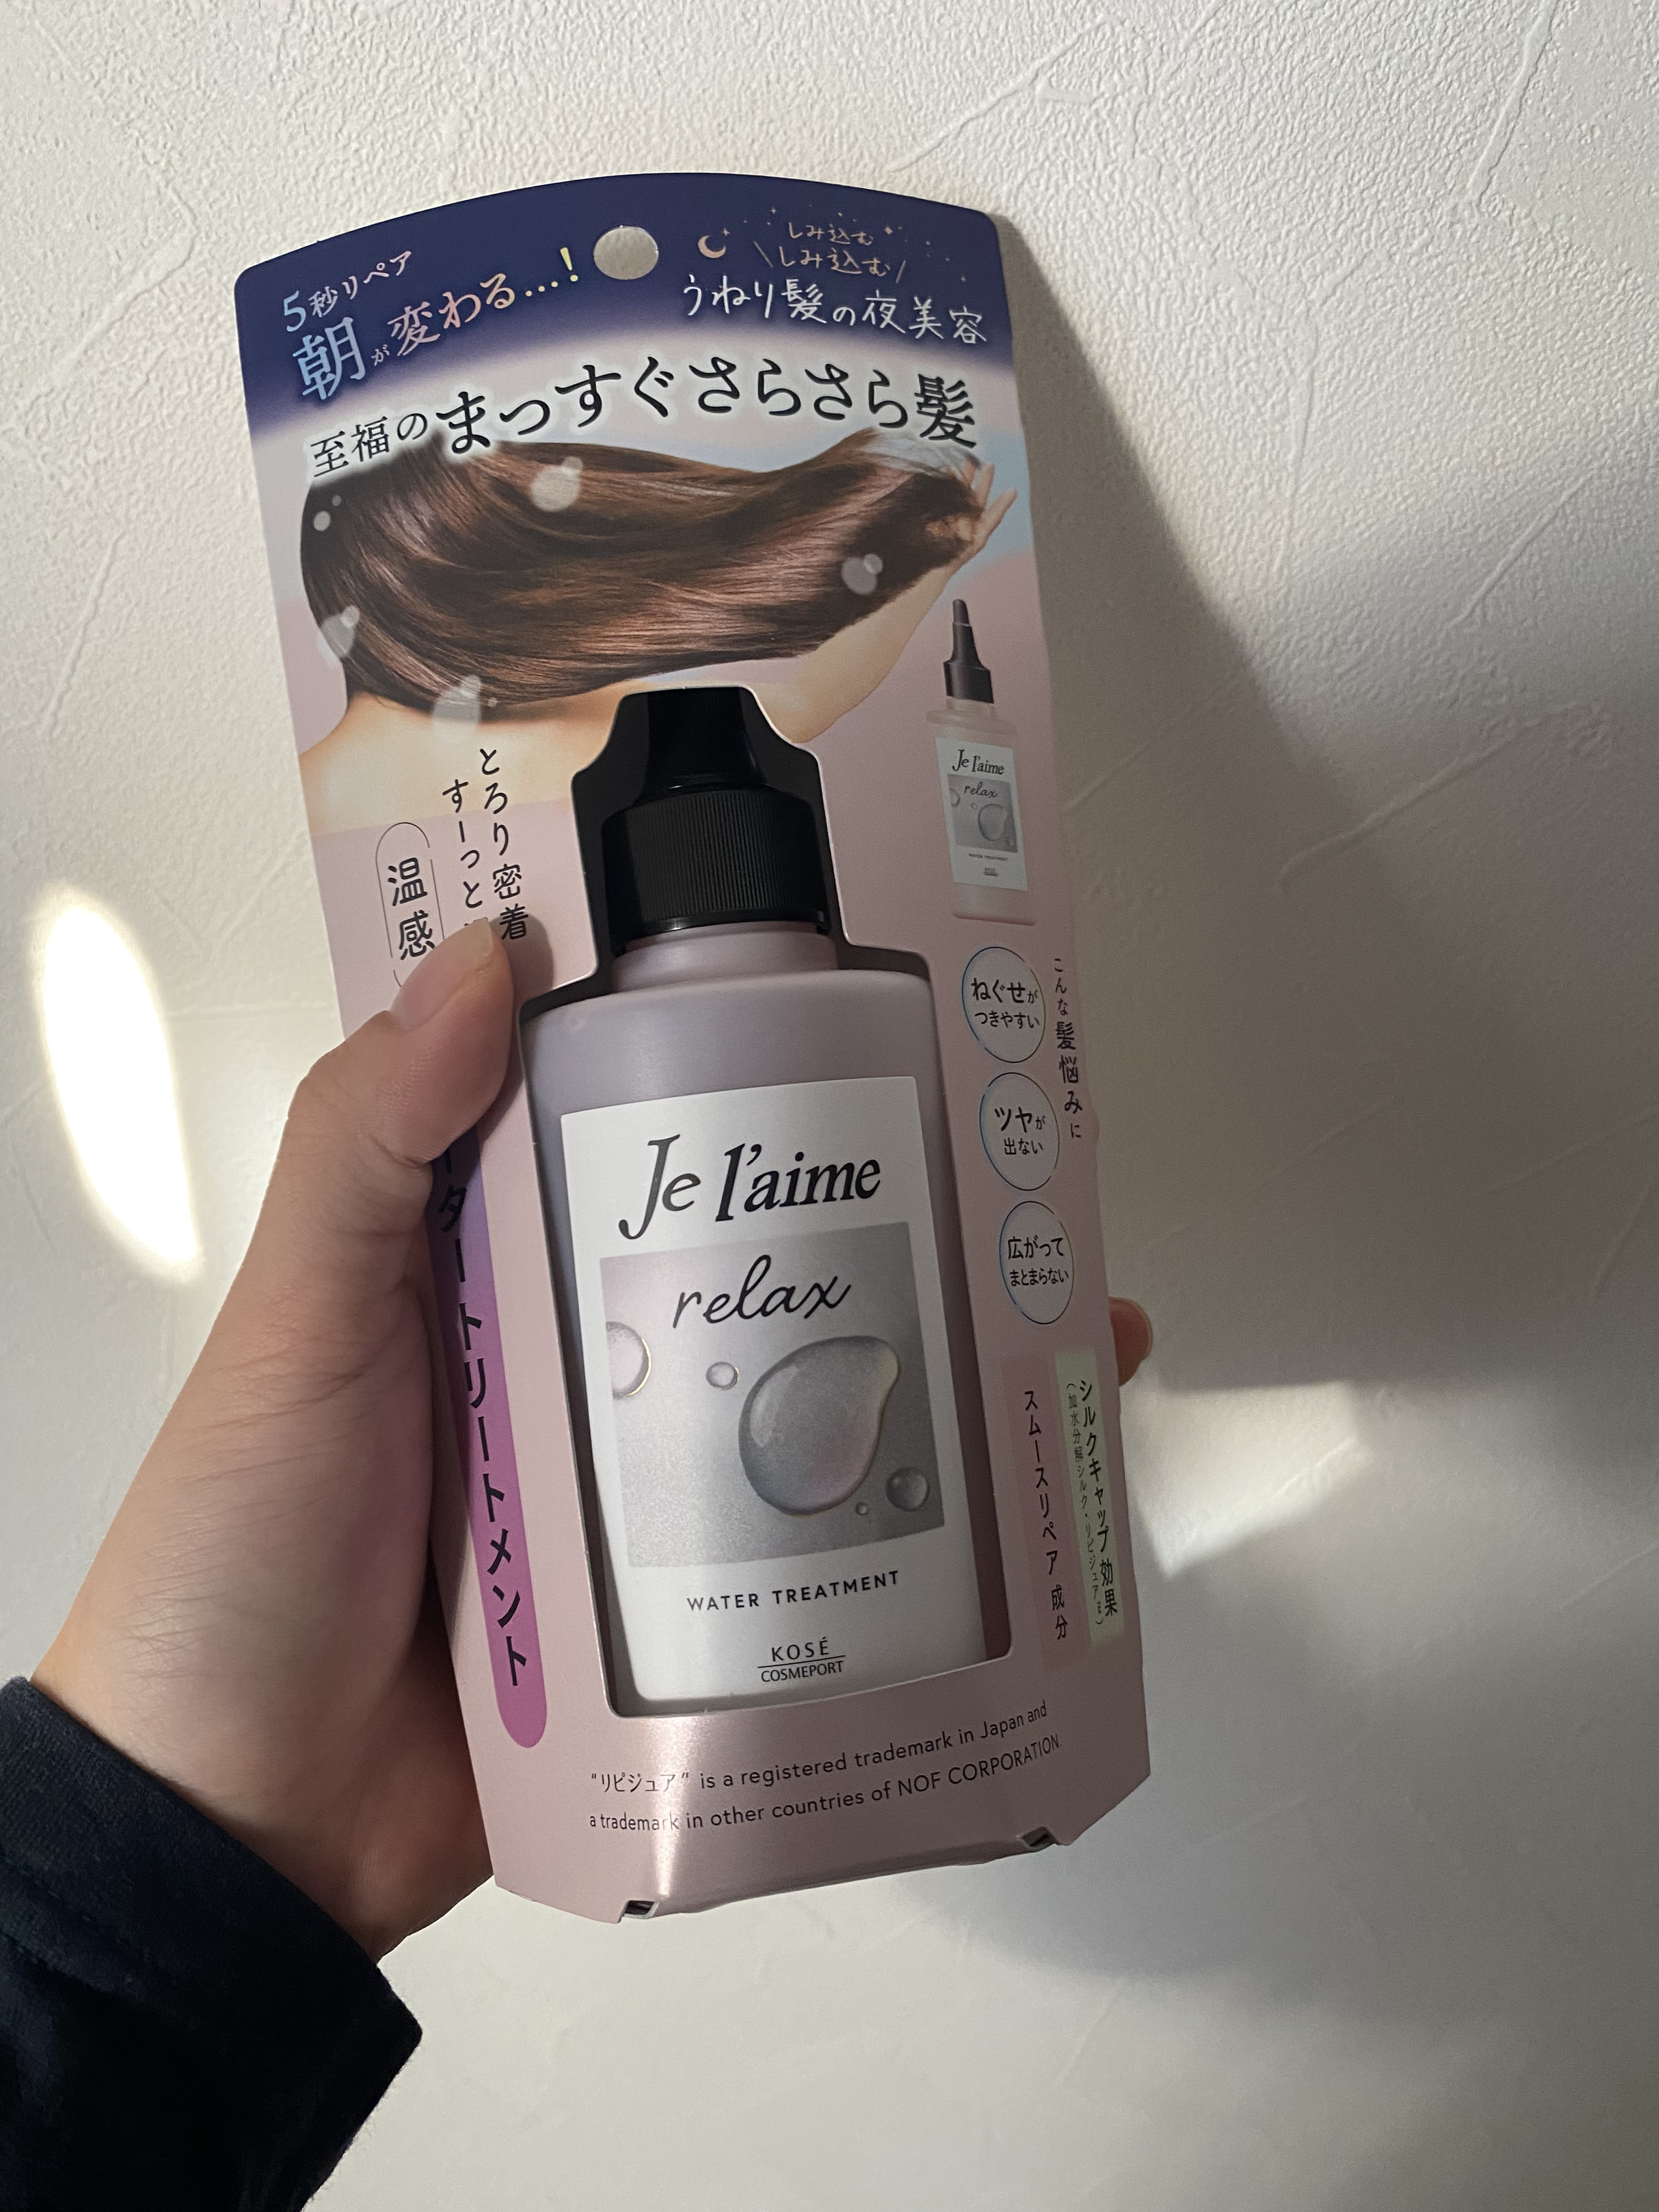 5秒リペア
朝が変わる…!
しみ込む
\しみ込む/
うねり髪の夜美容
至福のまっすぐさらさら髪
とろり密着
すーっと
温感
ータートリートメント
Je l'aime
relax
WATER TREATMENT
KOSÉ
COSMEPORT
Je l'aime
relax
WATER TREATMENT
KOSÉ
こんな髪悩みに
ねぐせが
つきやすい
ツヤが
出ない
広がって
まとまらない
シルクキャップ効果
(加水分解シルク・リピジュア
スムースリペア成分
"リピジュア" is a registered trademark in Japan and
a trademark in other countries of NOF CORPORATION.